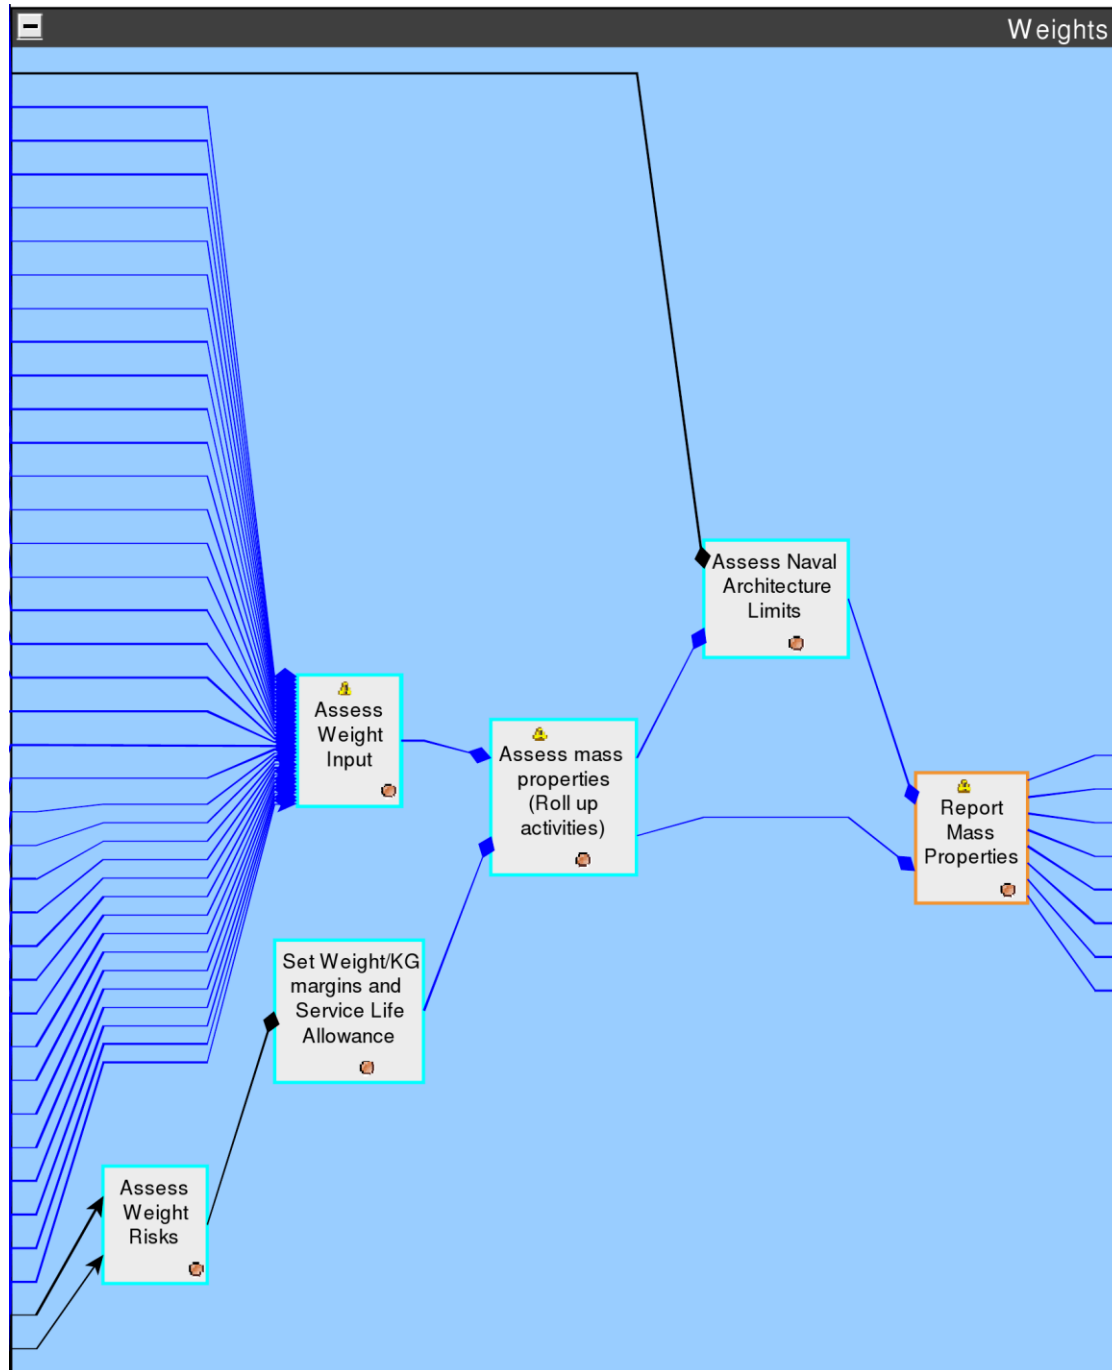 Weights
Assess Naval
Architecture
Limits
Assess
Weight
Input
Assess mass
properties
(Roll up
activities)
Report
Mass
Properties
Set Weight/KG
margins and
Service Life
Allowance
Assess
Weight
Risks